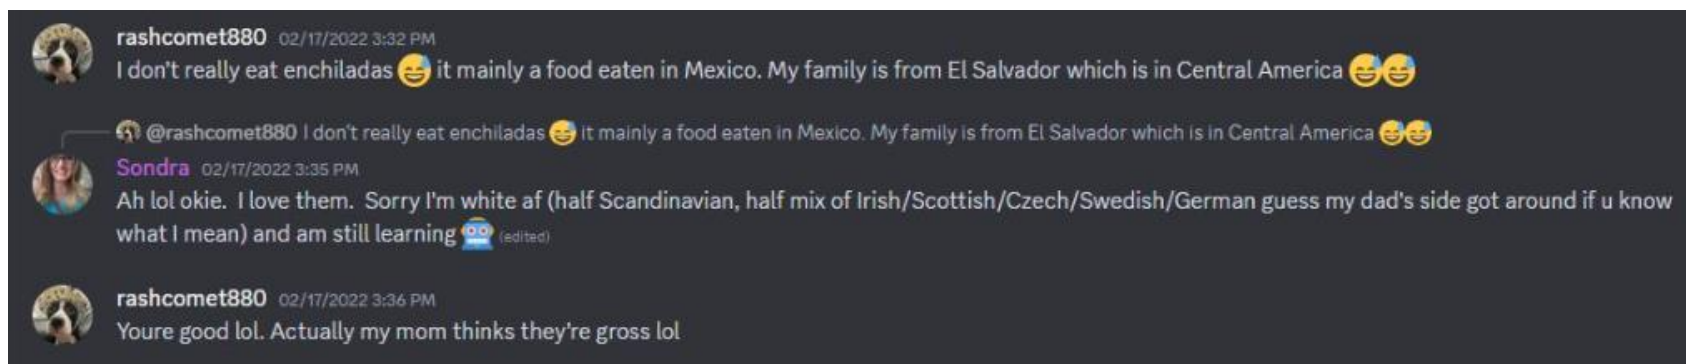 rashcomet880 02/17/2022 3:32 PM
I don't really eat enchiladas 😅 it mainly a food eaten in Mexico. My family is from El Salvador which is in Central America 😅😅
@rashcomet880 I don't really eat enchiladas 😅 it mainly a food eaten in Mexico. My family is from El Salvador which is in Central America 😅😅
Sondra 02/17/2022 3:35 PM
Ah lol okie. I love them. Sorry I'm white af (half Scandinavian, half mix of Irish/Scottish/Czech/Swedish/German guess my dad's side got around if u know
what I mean) and am still learning 🤖 (edited)
rashcomet880 02/17/2022 3:36 PM
Youre good lol. Actually my mom thinks they're gross lol